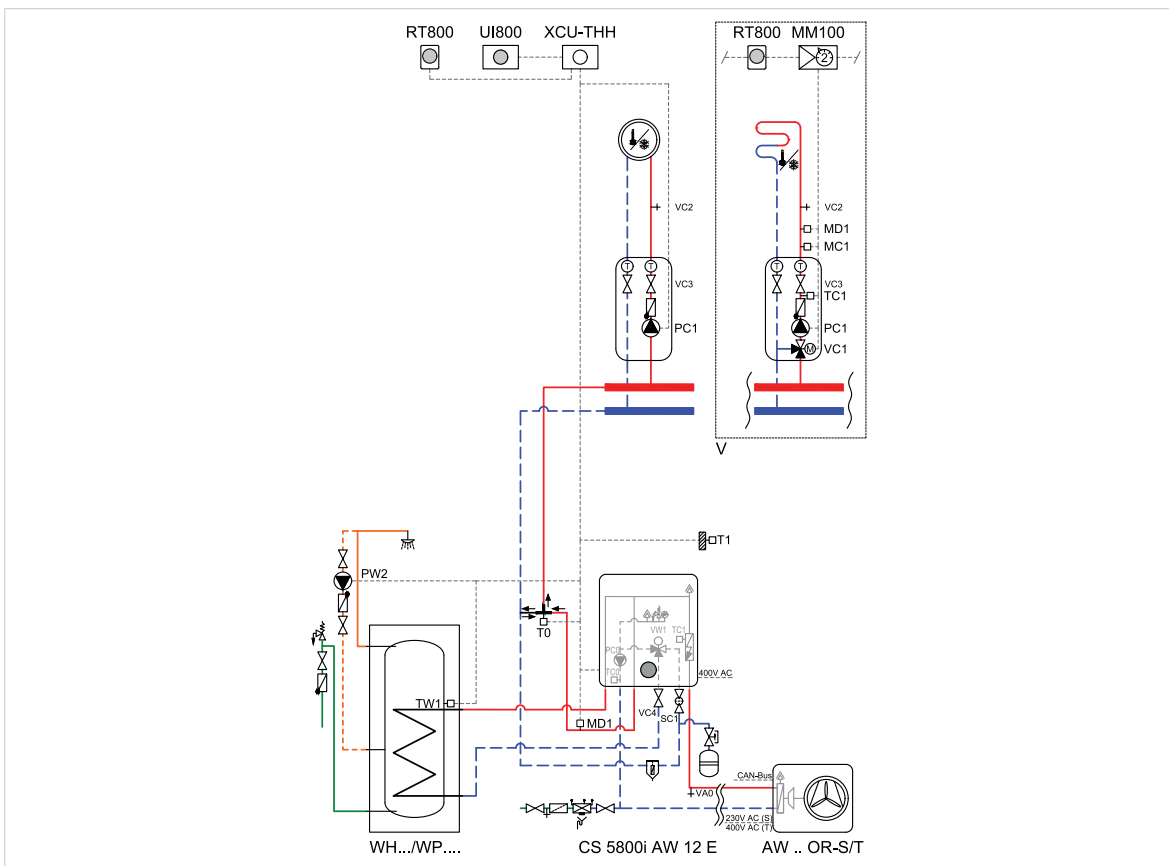 RT800 UI800 XCU-THH RT800 MM100
2
VC2
VC2
MD1
MC1
T T T T
VC3
VC3
TC1
PC1
PC1
M
VC1
V
PW2
T1
T0
VW1
TC1
PC0
TC0
400V AC
TW1
VC4
SC1
MD1
CAN-Bus
VA0
230V AC (S)
400V AC (T)
WH.../WP.... CS 5800i AW 12 E AW .. OR-S/T